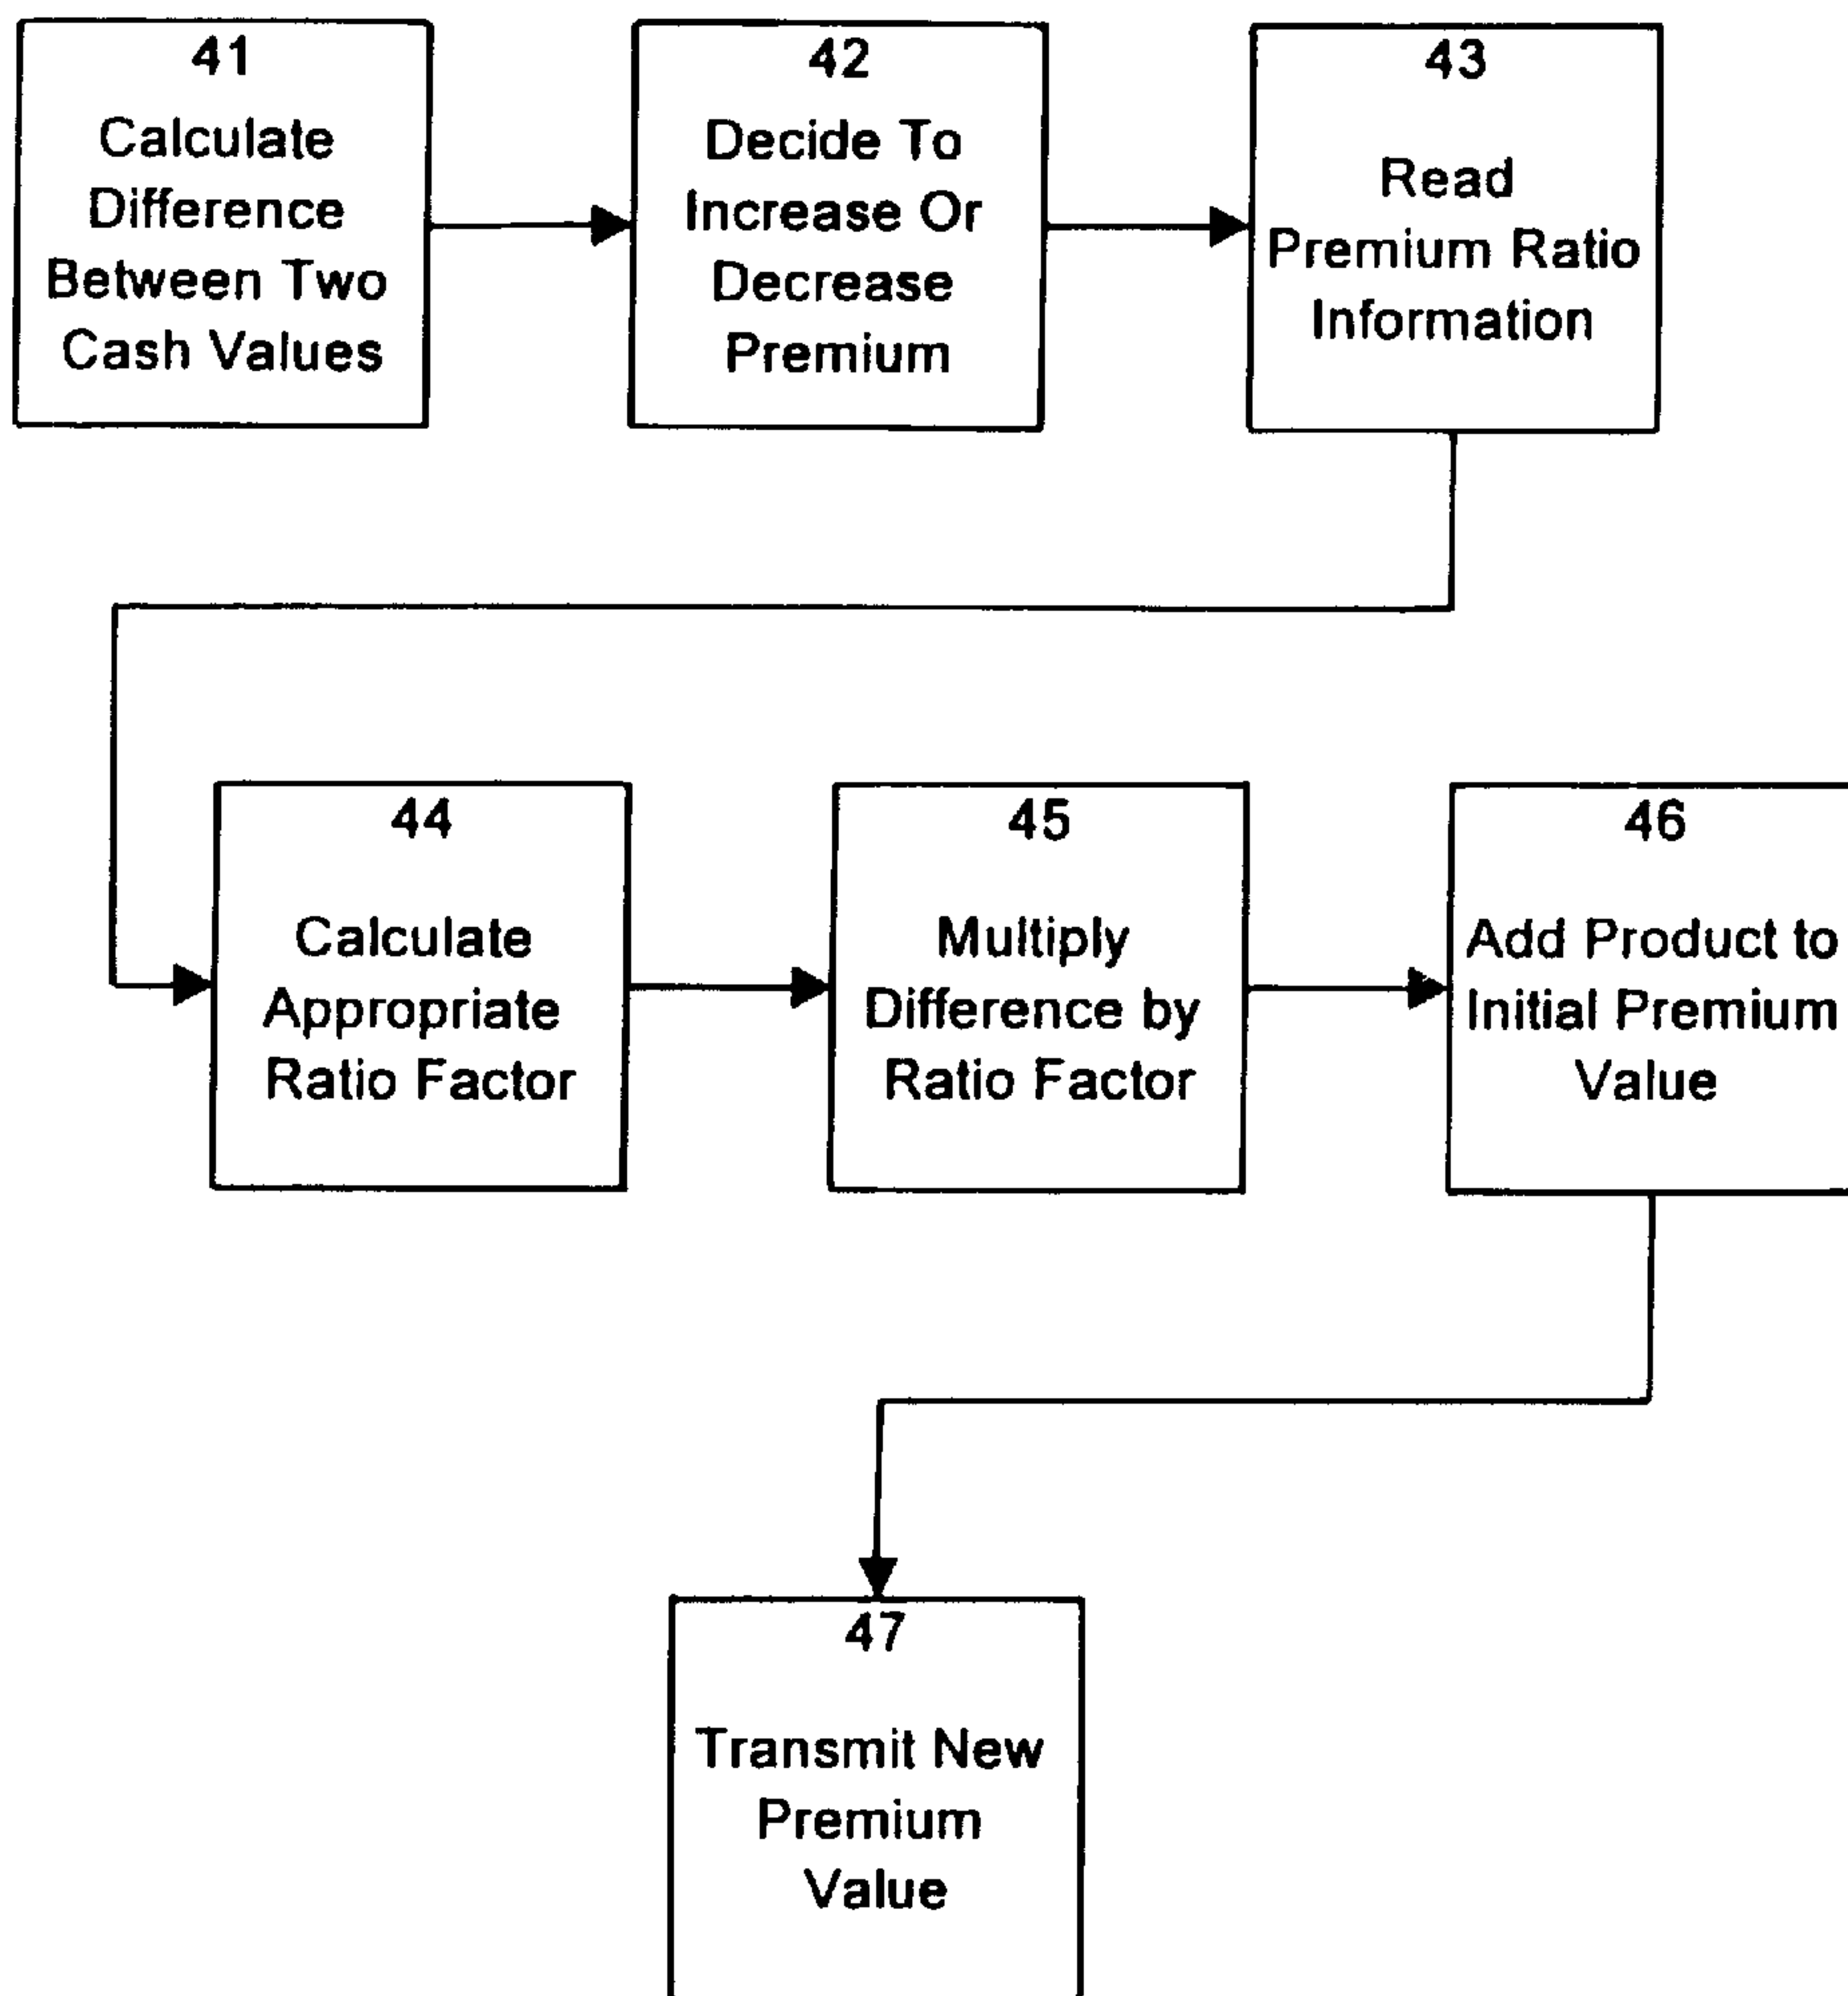 41
Calculate
Difference
Between Two
Cash Values
42
Decide To
Increase Or
Decrease
Premium
43
Read
Premium Ratio
Information
44
Calculate
Appropriate
Ratio Factor
45
Multiply
Difference by
Ratio Factor
46
Add Product to
Initial Premium
Value
47
Transmit New
Premium
Value